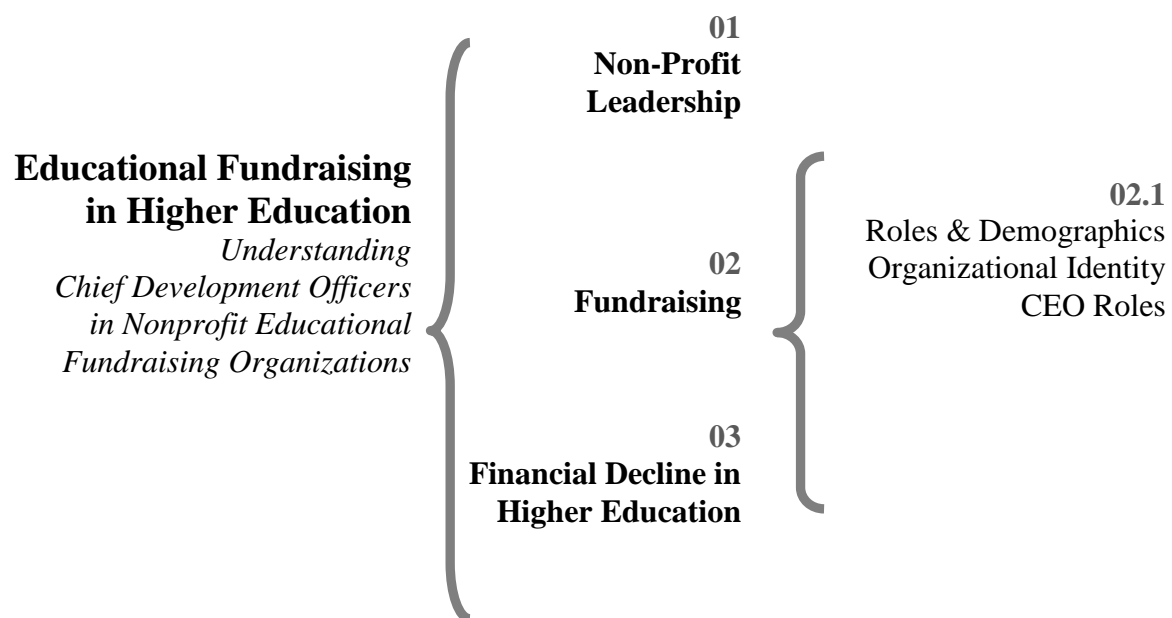 Educational Fundraising
in Higher Education
Understanding
Chief Development Officers
in Nonprofit Educational
Fundraising Organizations
01
Non-Profit
Leadership
02
Fundraising
03
Financial Decline in
Higher Education
02.1
Roles & Demographics
Organizational Identity
CEO Roles